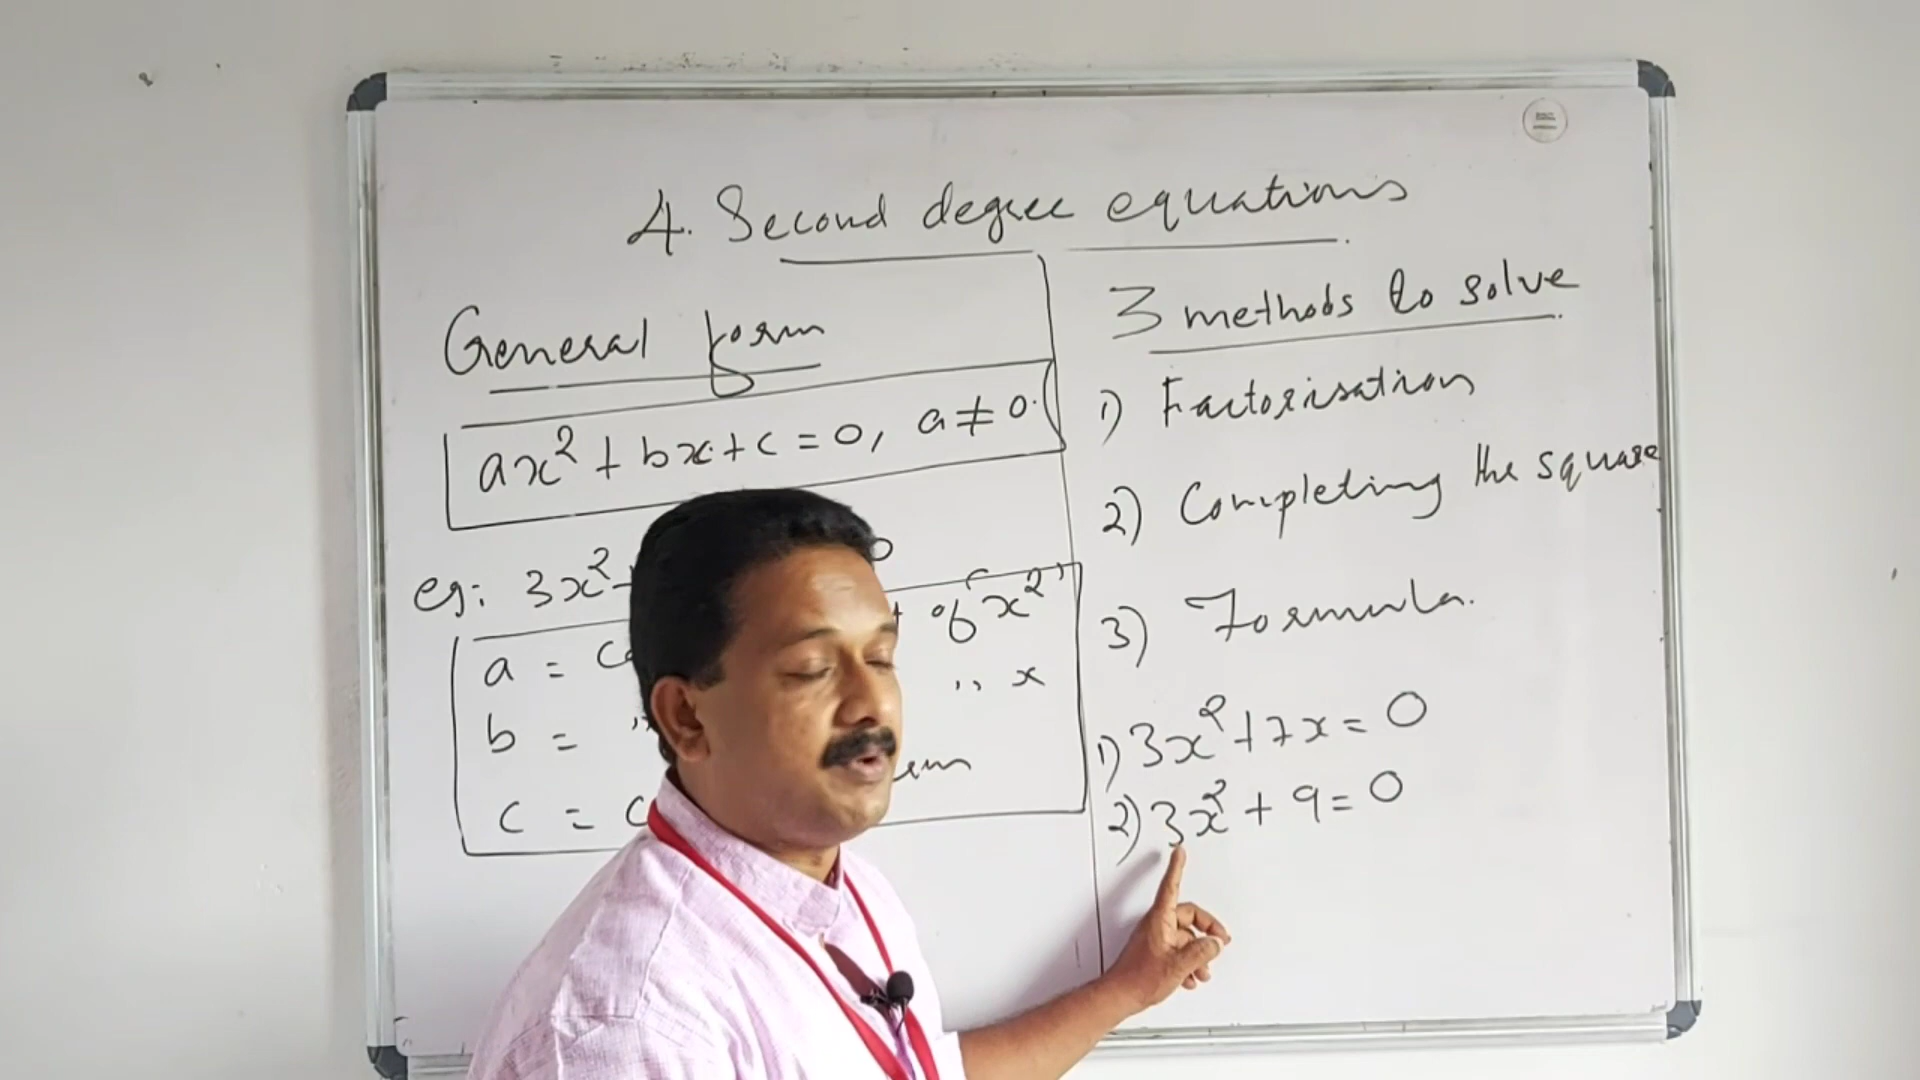 4. Second degree equations
General form
ax² + bx + c = 0, a ≠ 0.
eg: 3x²
a =
of "x²"
b = ,,
,, x
c =
3 methods to solve
1) Factorisation
2) Completing the square
3) Formula.
1) 3x² + 7x = 0
2) 3x² + 9 = 0